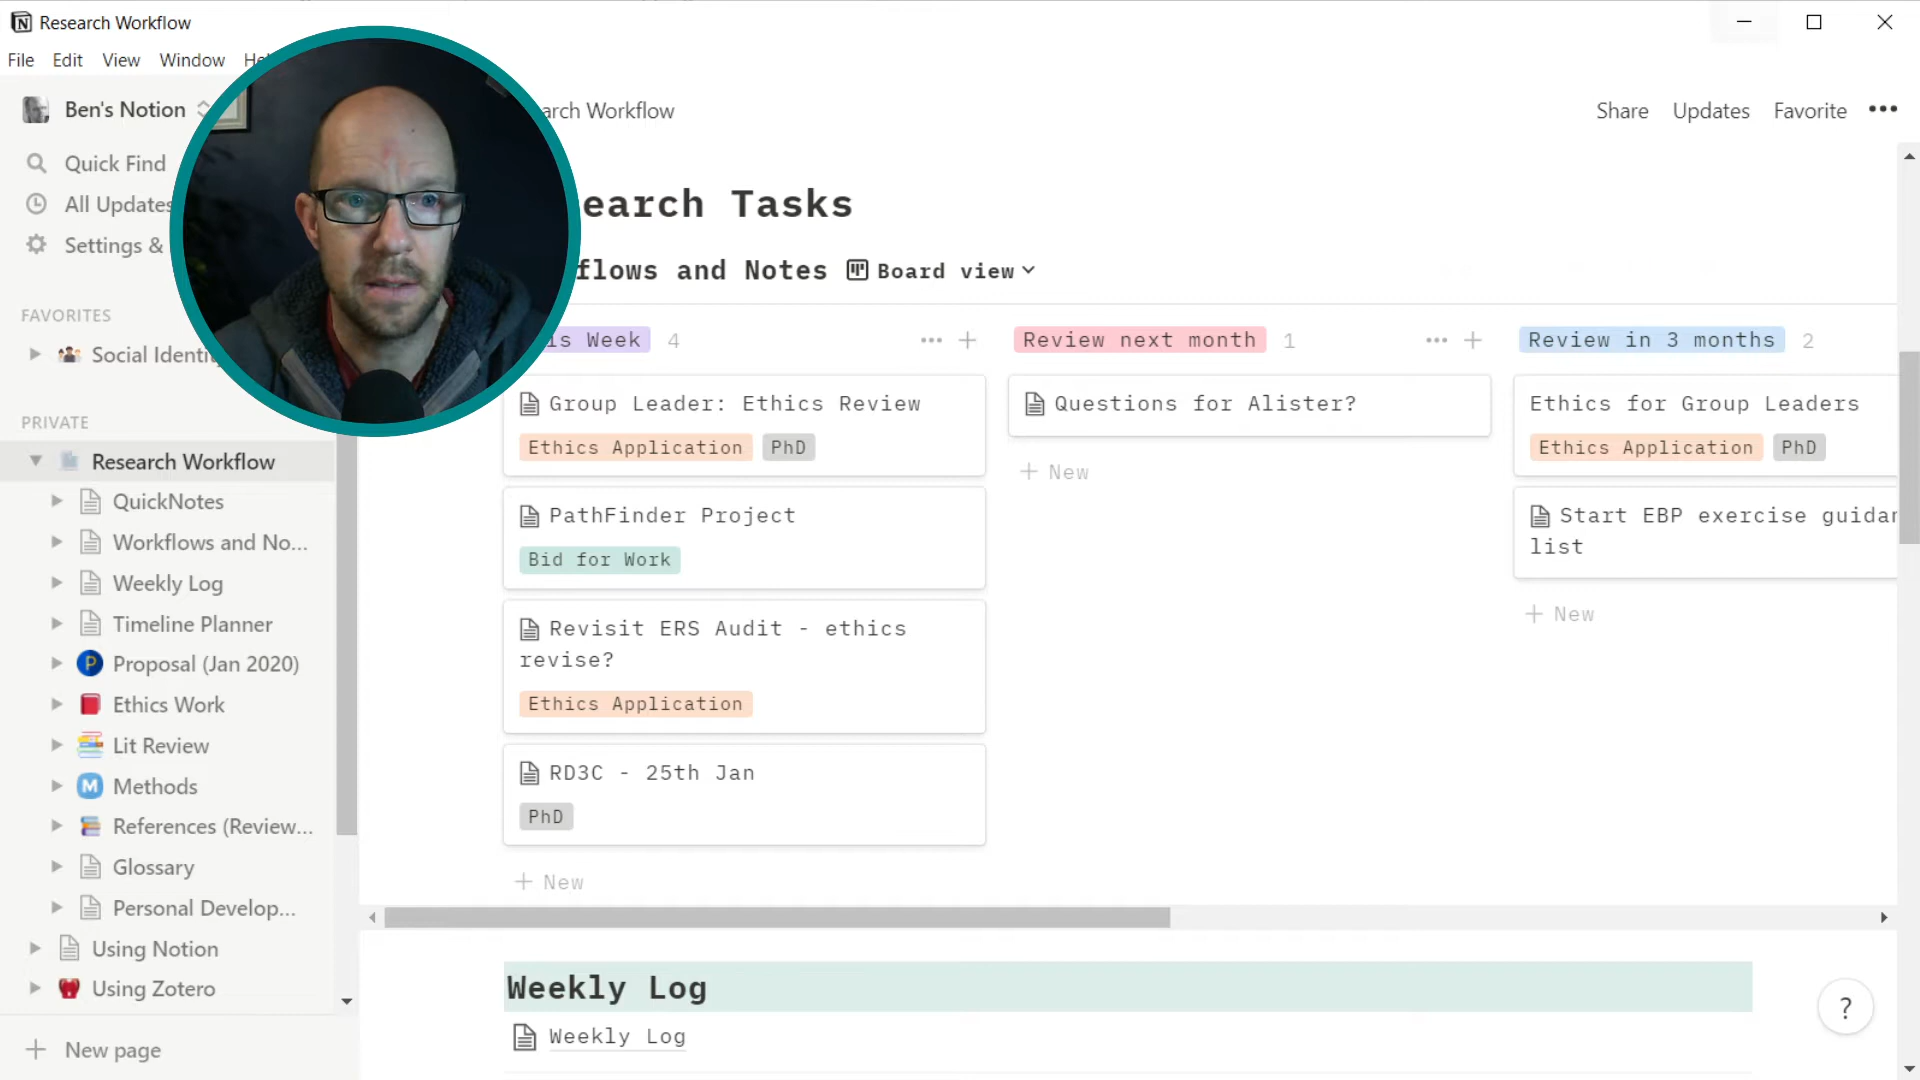 Research Workflow
File Edit View Window
Ben's Notion
Quick Find
All Updates
Settings &
FAVORITES
Social
PRIVATE
Research Workflow
QuickNotes
Workflows and No...
Weekly Log
Timeline Planner
P Proposal (Jan 2020)
Ethics Work
Lit Review
M Methods
References (Review...
Glossary
Personal Develop...
Using Notion
Using Zotero
+ New page
arch Workflow
Share Updates Favorite •••
earch Tasks
flows and Notes Board view
is Week 4 ••• +
Group Leader: Ethics Review
Ethics Application PhD
PathFinder Project
Bid for Work
Revisit ERS Audit - ethics
revise?
Ethics Application
RD3C - 25th Jan
PhD
+ New
Review next month 1 ••• +
Questions for Alister?
+ New
Review in 3 months 2
Ethics for Group Leaders
Ethics Application PhD
Start EBP exercise guidan
list
+ New
Weekly Log
Weekly Log
?